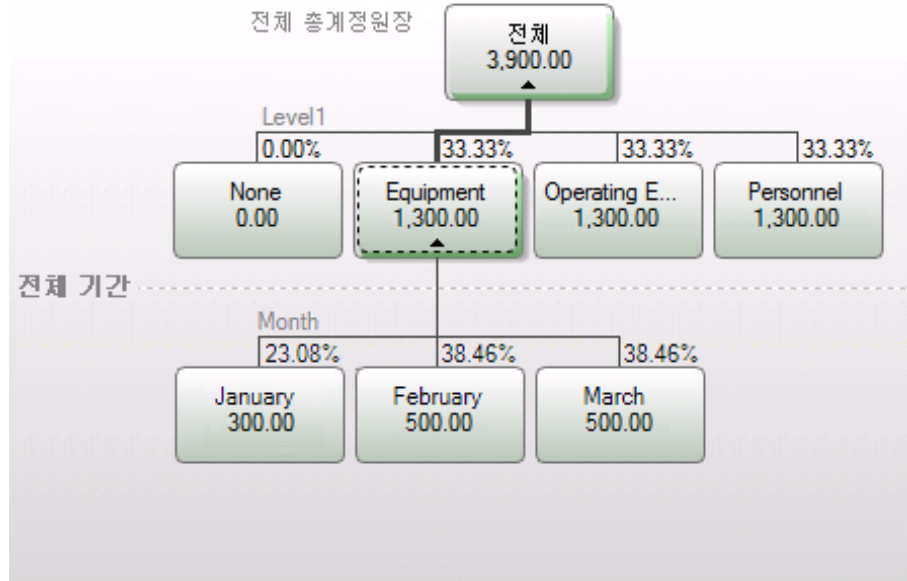 전체 총계정원장
전체
3,900.00
Level1
0.00% 33.33% 33.33% 33.33%
None Equipment Operating E... Personnel
0.00 1,300.00 1,300.00 1,300.00
전체 기간
Month
23.08% 38.46% 38.46%
January February March
300.00 500.00 500.00